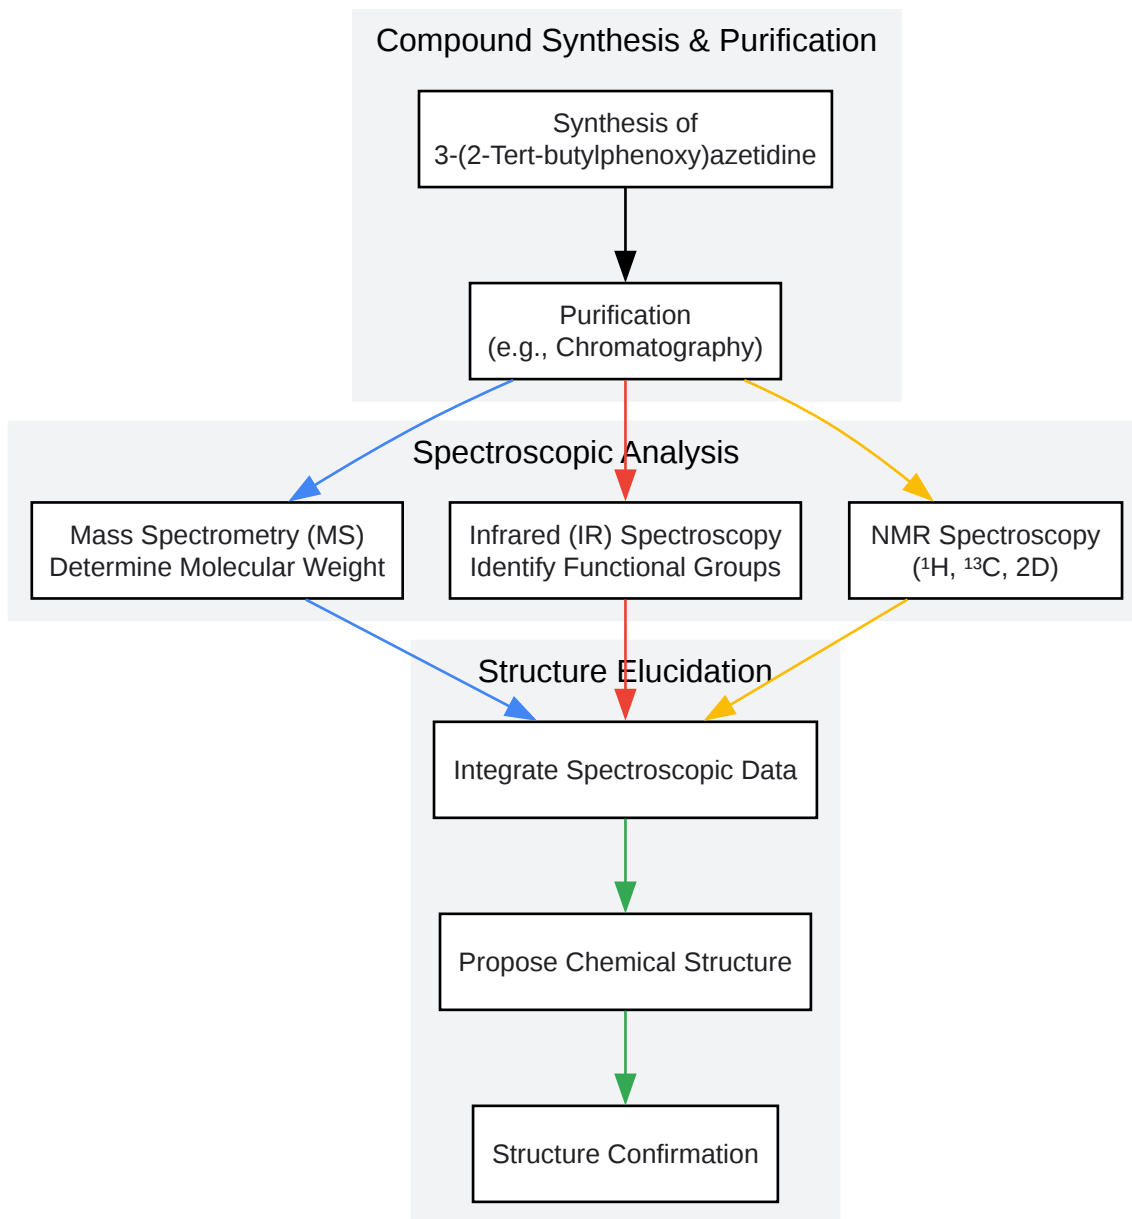 Compound Synthesis & Purification
Synthesis of
3-(2-Tert-butylphenoxy)azetidine
Purification
(e.g., Chromatography)
Spectroscopic Analysis
Mass Spectrometry (MS)
Determine Molecular Weight
Infrared (IR) Spectroscopy
Identify Functional Groups
NMR Spectroscopy
(¹H, ¹³C, 2D)
Structure Elucidation
Integrate Spectroscopic Data
Propose Chemical Structure
Structure Confirmation